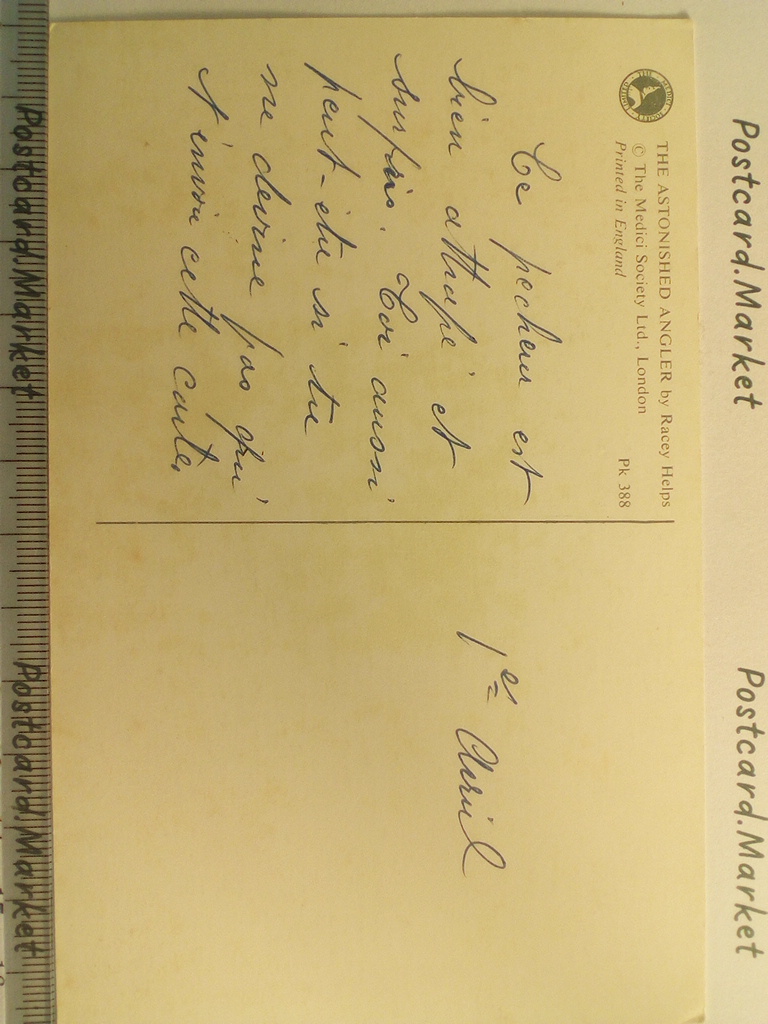 Postcard.Market Postcard.Market
THE ASTONISHED ANGLER by Racey Helps
© The Medici Society Ltd., London Pk 388
Printed in England
Ce pecheur est
bien attrapé et
surpris. Toi aussi
peut-être si tu
ne devine pas qui
t'envoie cette carte.
1er Avril
Postcard.Market Postcard.Market